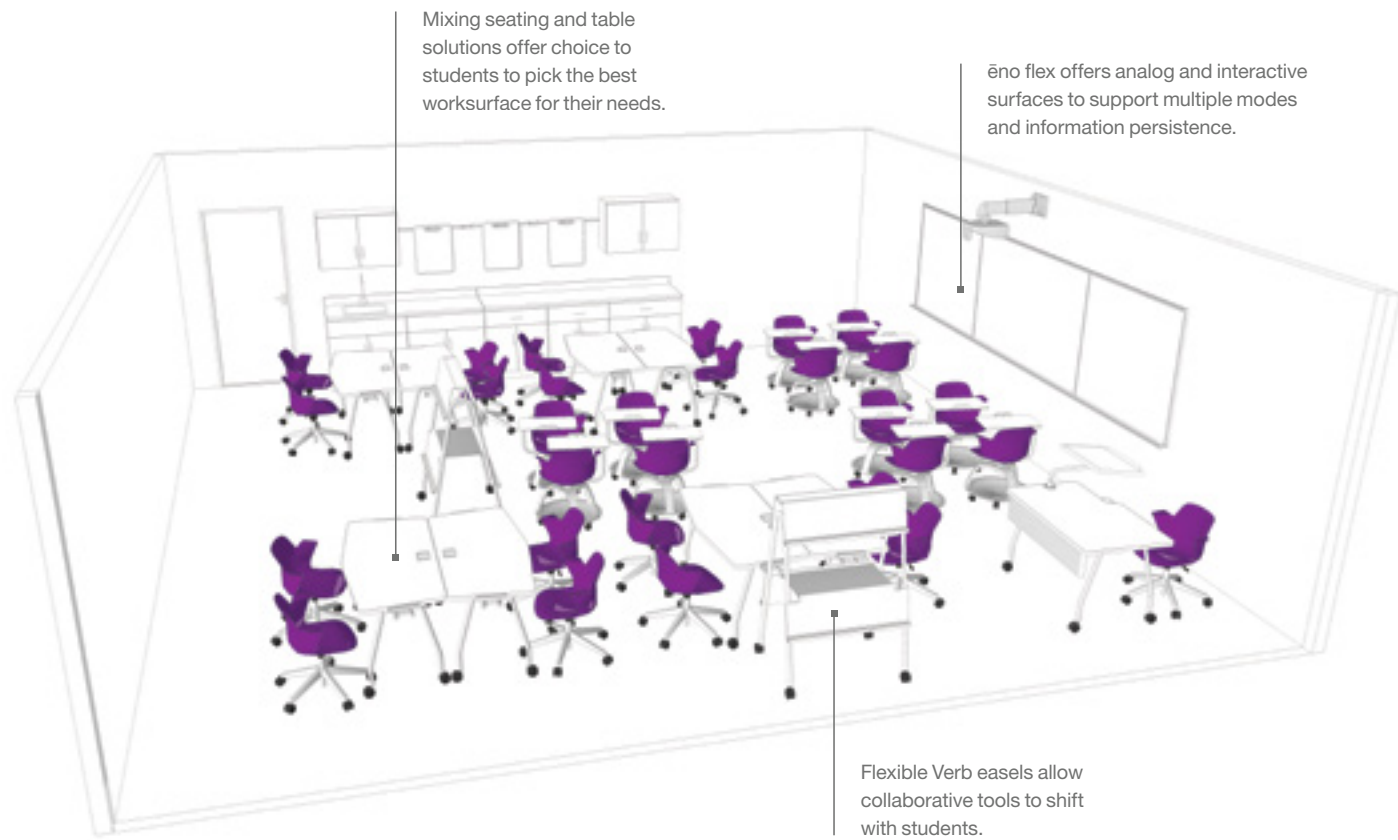 Mixing seating and table
solutions offer choice to
students to pick the best
worksurface for their needs.
ēno flex offers analog and interactive
surfaces to support multiple modes
and information persistence.
Flexible Verb easels allow
collaborative tools to shift
with students.